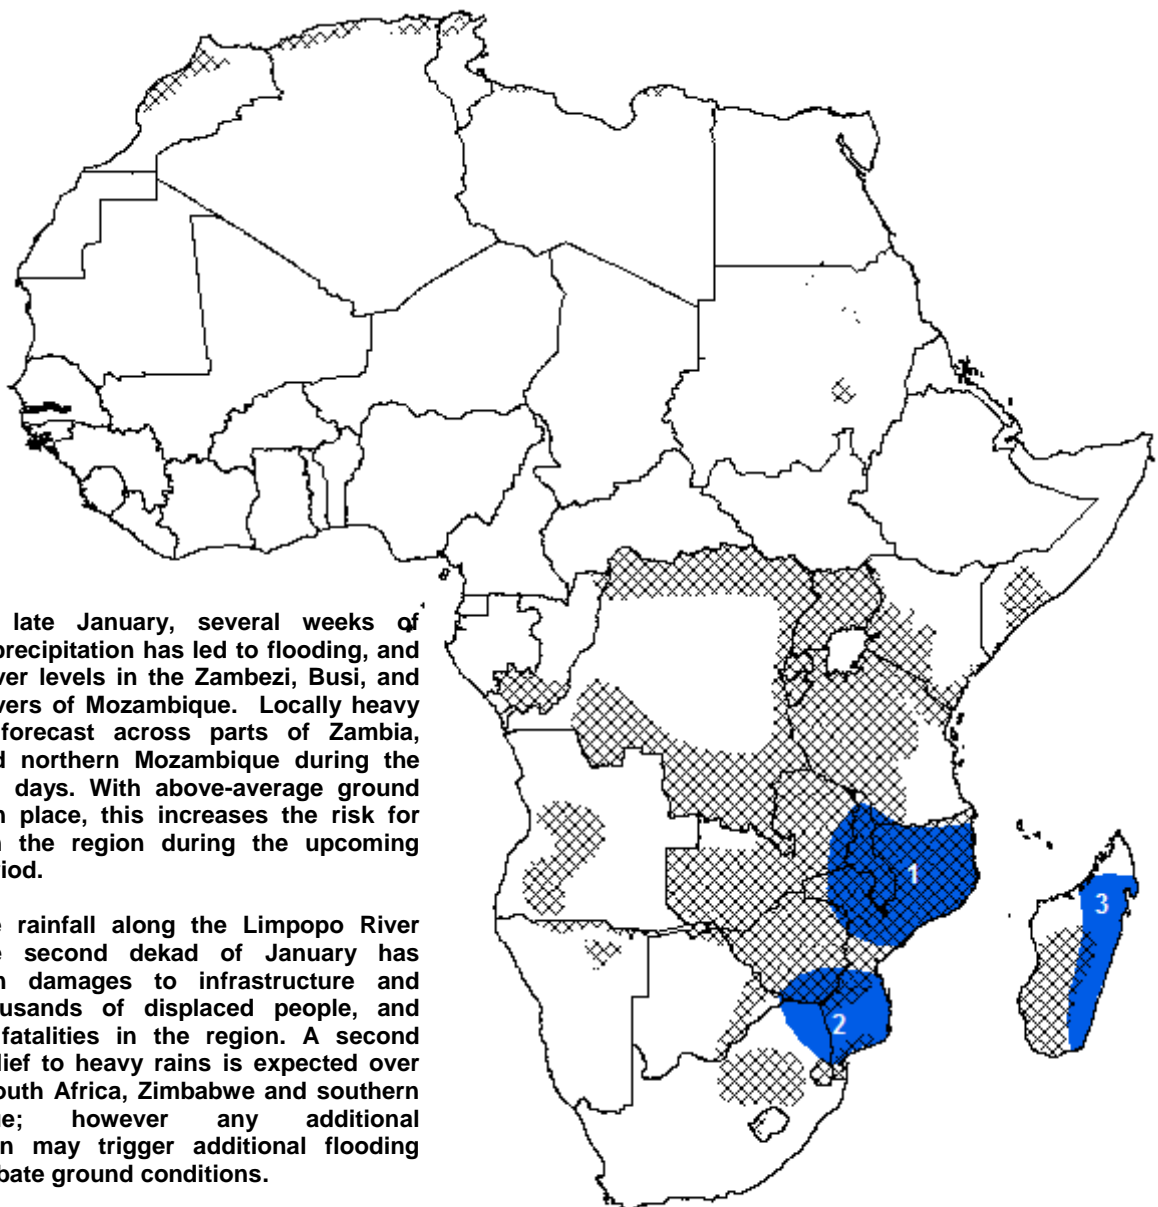 late January, several weeks of
precipitation has led to flooding, and
ver levels in the Zambezi, Busi, and
vers of Mozambique. Locally heavy
forecast across parts of Zambia,
d northern Mozambique during the
days. With above-average ground
n place, this increases the risk for
the region during the upcoming
iod.
e rainfall along the Limpopo River
e second dekad of January has
damages to infrastructure and
usands of displaced people, and
fatalities in the region. A second
lief to heavy rains is expected over
outh Africa, Zimbabwe and southern
ue; however any additional
n may trigger additional flooding
bate ground conditions.
1
2
3